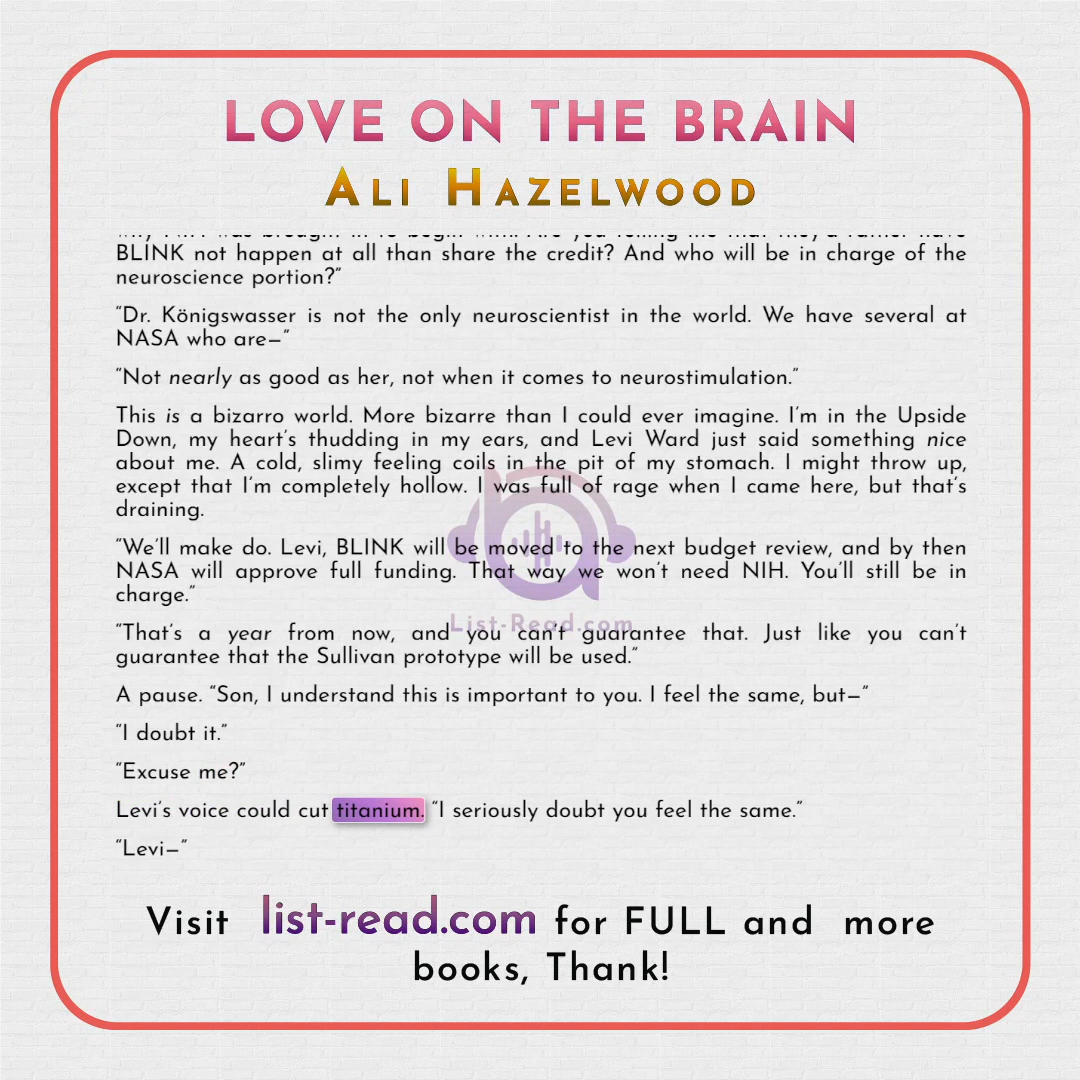 LOVE ON THE BRAIN
ALI HAZELWOOD
BLINK not happen at all than share the credit? And who will be in charge of the
neuroscience portion?”
“Dr. Königswasser is not the only neuroscientist in the world. We have several at
NASA who are—”
“Not nearly as good as her, not when it comes to neurostimulation.”
This is a bizarro world. More bizarre than I could ever imagine. I’m in the Upside
Down, my heart’s thudding in my ears, and Levi Ward just said something nice
about me. A cold, slimy feeling coils in the pit of my stomach. I might throw up,
except that I’m completely hollow. I was full of rage when I came here, but that’s
draining.
“We’ll make do. Levi, BLINK will be moved to the next budget review, and by then
NASA will approve full funding. That way we won’t need NIH. You’ll still be in
charge.”
List-Read.com
“That’s a year from now, and you can’t guarantee that. Just like you can’t
guarantee that the Sullivan prototype will be used.”
A pause. “Son, I understand this is important to you. I feel the same, but—”
“I doubt it.”
“Excuse me?”
Levi’s voice could cut titanium. “I seriously doubt you feel the same.”
“Levi—”
Visit list-read.com for FULL and more
books, Thank!